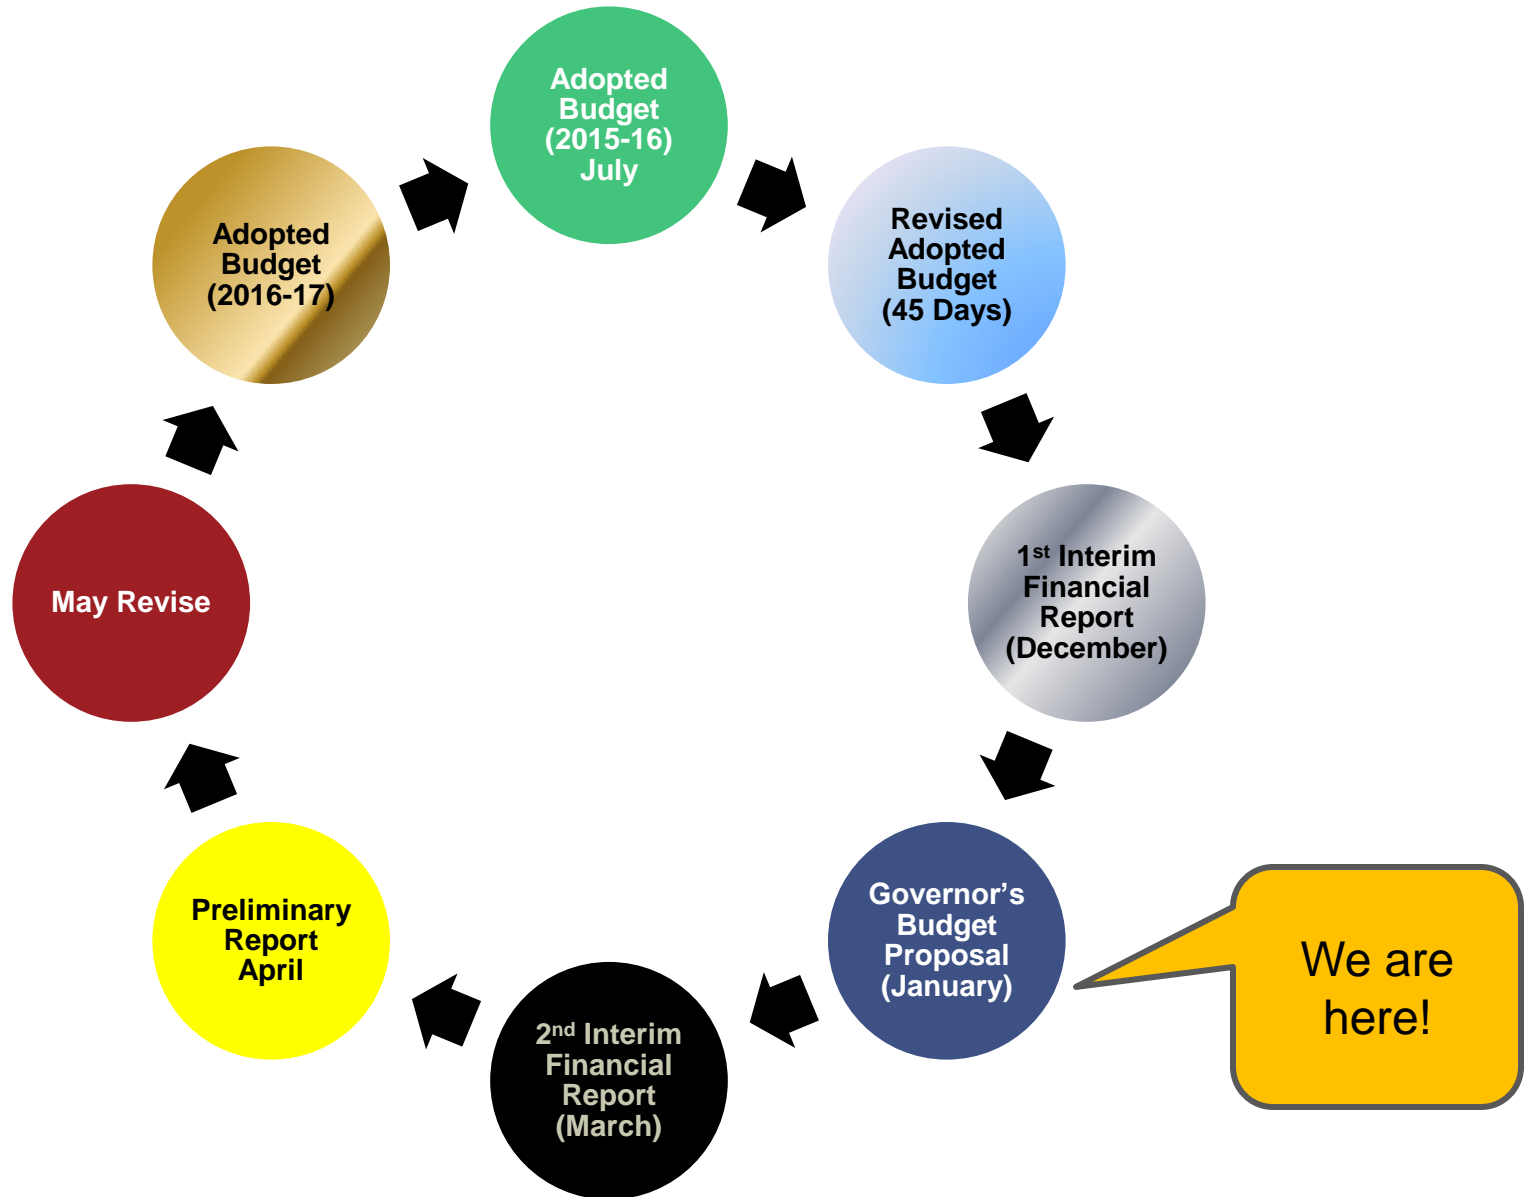 Adopted
Budget
(2015-16)
July
Revised
Adopted
Budget
(45 Days)
1st Interim
Financial
Report
(December)
Governor’s
Budget
Proposal
(January)
We are
here!
2nd Interim
Financial
Report
(March)
Preliminary
Report
April
May Revise
Adopted
Budget
(2016-17)